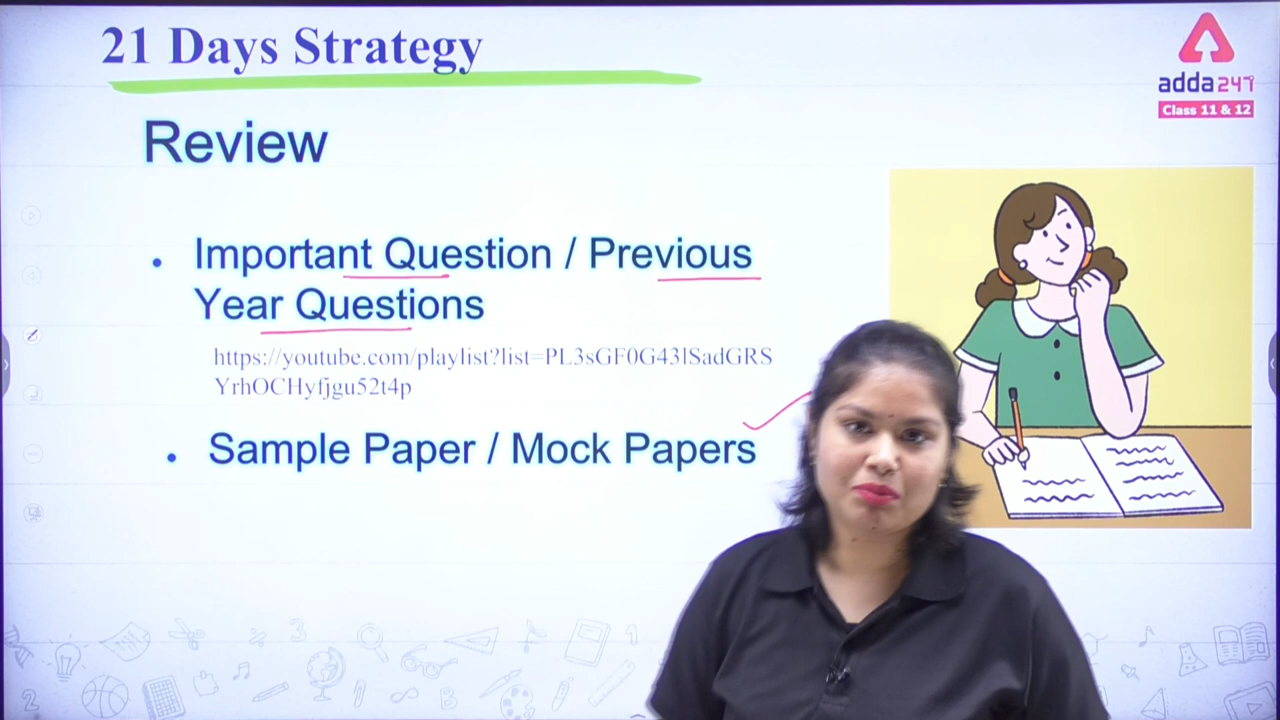 21 Days Strategy
adda247
Class 11 & 12
Review
• Important Question / Previous
Year Questions
https://youtube.com/playlist?list=PL3sGF0G43lSadGRS
YrhOCHyfjgu52t4p
• Sample Paper / Mock Papers